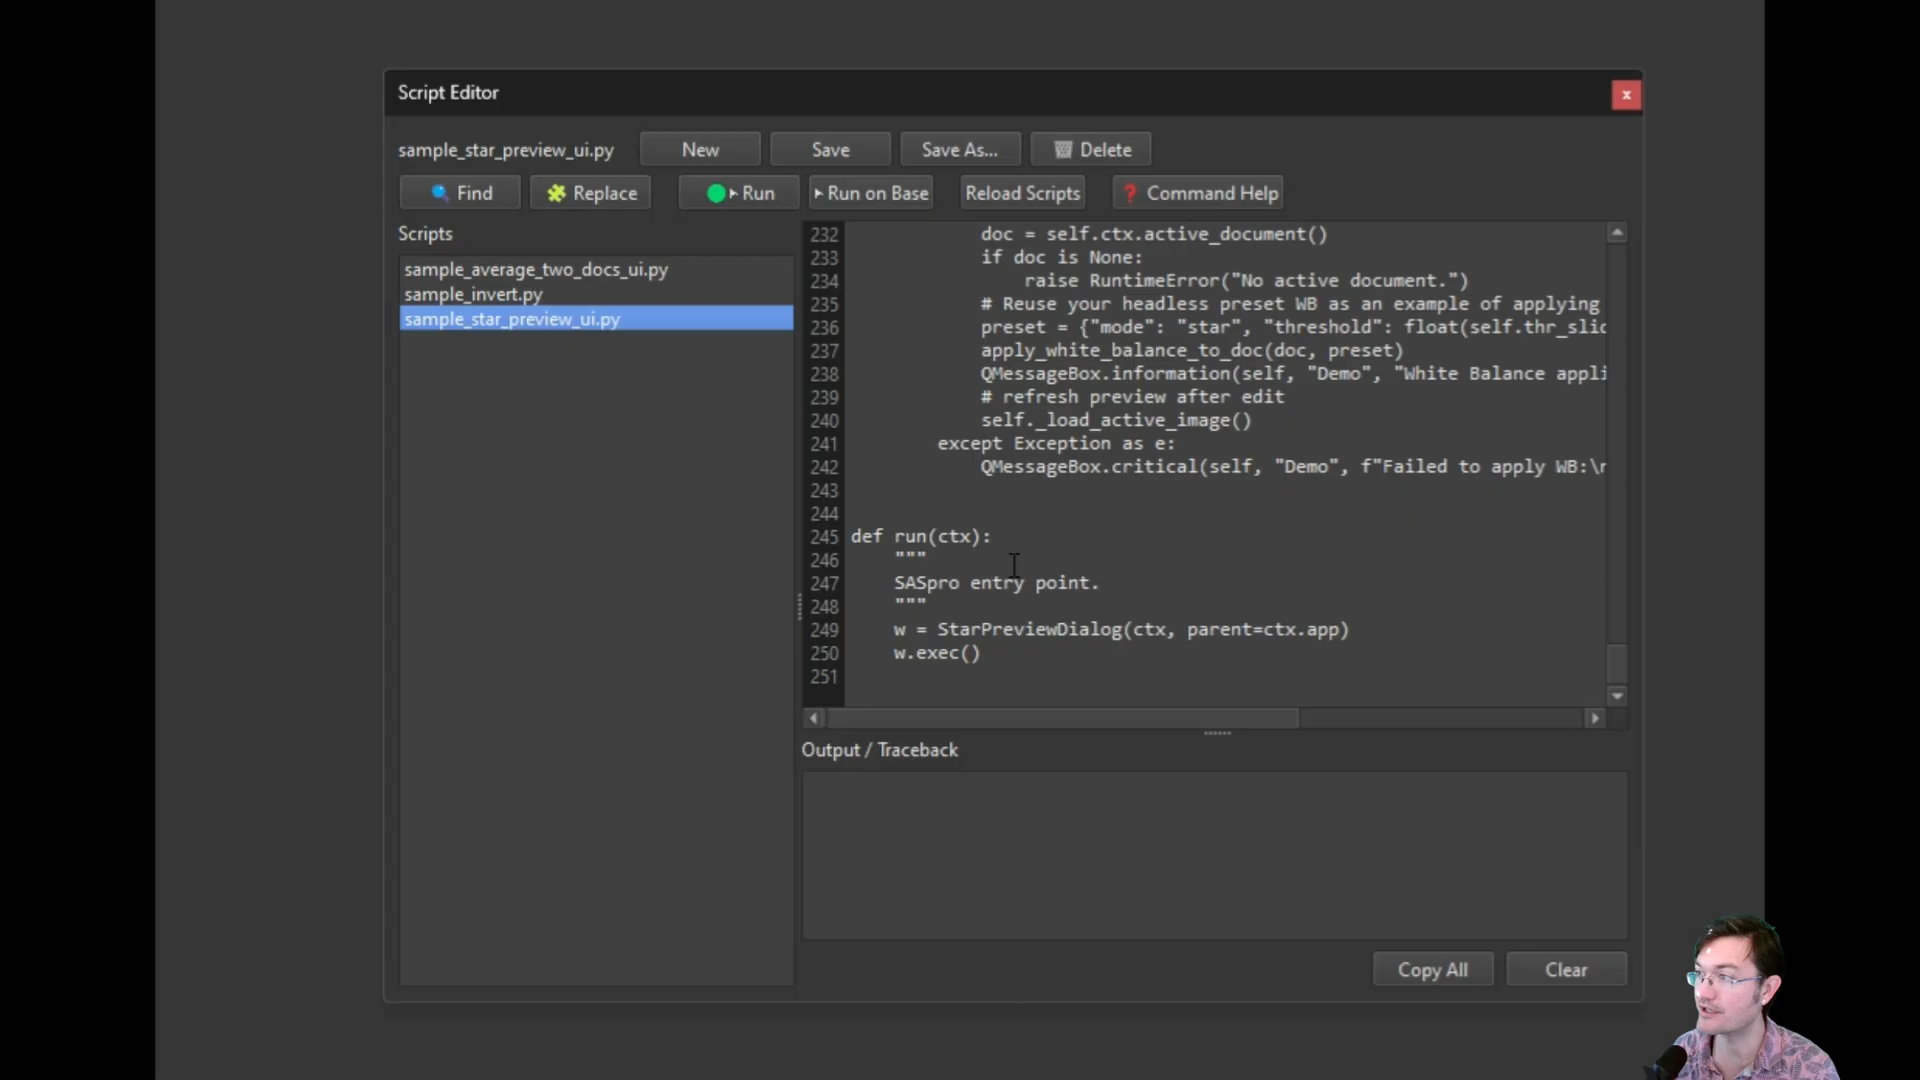 Script Editor
x
sample_star_preview_ui.py
New
Save
Save As...
Delete
Find
Replace
Run
Run on Base
Reload Scripts
Command Help
Scripts
sample_average_two_docs_ui.py
sample_invert.py
sample_star_preview_ui.py
232 doc = self.ctx.active_document()
233 if doc is None:
234 raise RuntimeError("No active document.")
235 # Reuse your headless preset WB as an example of applying
236 preset = {"mode": "star", "threshold": float(self.thr_slid
237 apply_white_balance_to_doc(doc, preset)
238 QMessageBox.information(self, "Demo", "White Balance appli
239 # refresh preview after edit
240 self._load_active_image()
241 except Exception as e:
242 QMessageBox.critical(self, "Demo", f"Failed to apply WB:\n
243
244
245 def run(ctx):
246 """
247 SASpro entry point.
248 """
249 w = StarPreviewDialog(ctx, parent=ctx.app)
250 w.exec()
251
Output / Traceback
Copy All
Clear